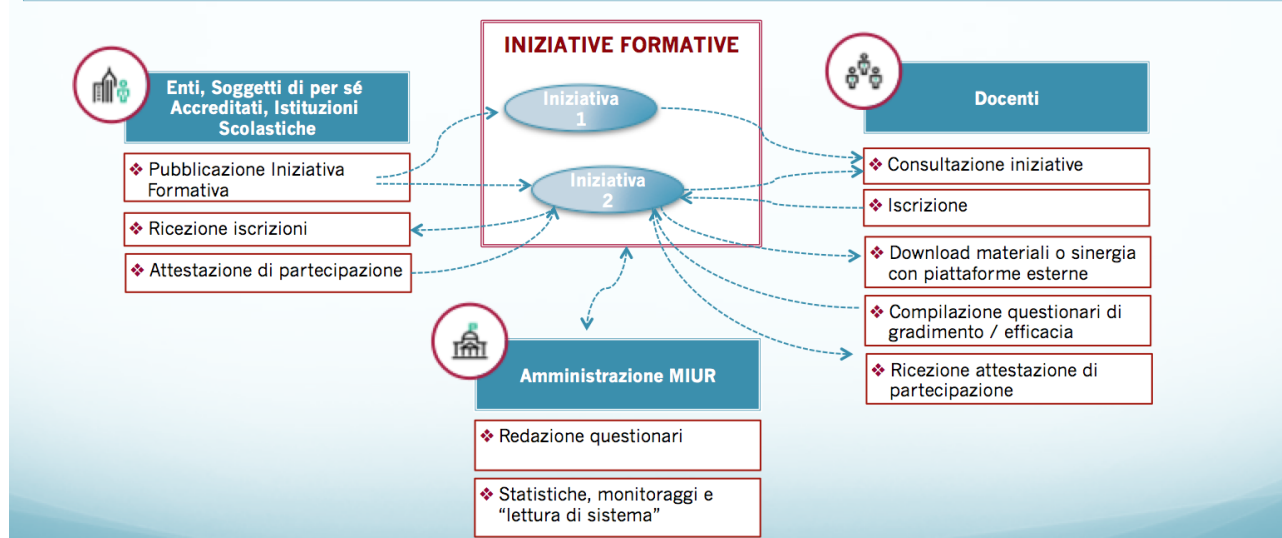 INIZIATIVE FORMATIVE
Enti, Soggetti di per sé
Accreditati, Istituzioni
Scolastiche
❖ Pubblicazione Iniziativa
Formativa
❖ Ricezione iscrizioni
❖ Attestazione di partecipazione
Iniziativa
1
Iniziativa
2
Docenti
❖ Consultazione iniziative
❖ Iscrizione
❖ Download materiali o sinergia
con piattaforme esterne
❖ Compilazione questionari di
gradimento / efficacia
❖ Ricezione attestazione di
partecipazione
Amministrazione MIUR
❖ Redazione questionari
❖ Statistiche, monitoraggi e
“lettura di sistema”